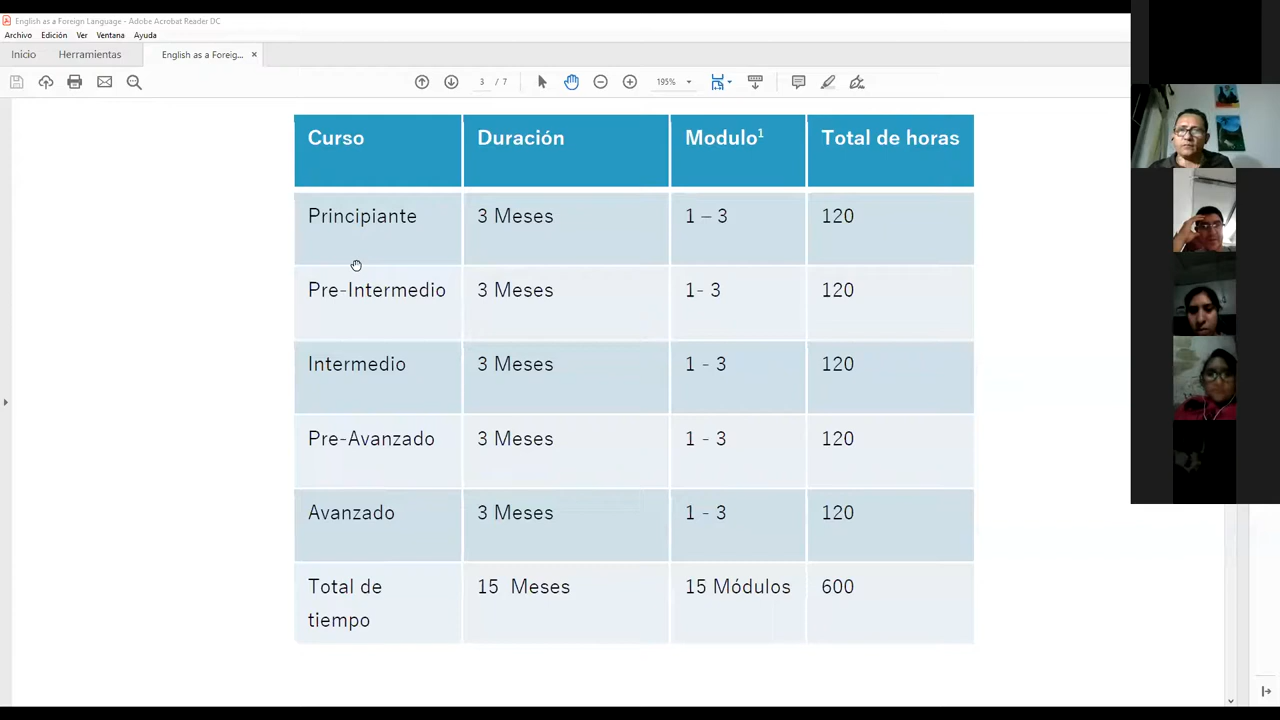 English as a Foreign Language - Adobe Acrobat Reader DC
Archivo Edición Ver Ventana Ayuda
Inicio Herramientas English as a Foreig... ×
3 / 7 195%
Curso Duración Modulo¹ Total de horas
Principiante 3 Meses 1 – 3 120
Pre-Intermedio 3 Meses 1- 3 120
Intermedio 3 Meses 1 - 3 120
Pre-Avanzado 3 Meses 1 - 3 120
Avanzado 3 Meses 1 - 3 120
Total de 15 Meses 15 Módulos 600
tiempo